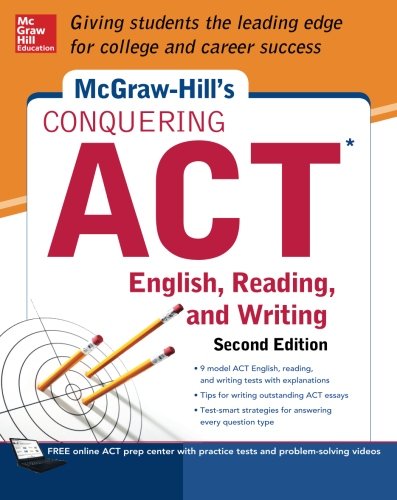 Mc
Graw
Hill
Education
Giving students the leading edge
for college and career success
McGraw-Hill's
CONQUERING
ACT*
English, Reading,
and Writing
Second Edition
• 9 model ACT English, reading,
and writing tests with explanations
• Tips for writing outstanding ACT essays
• Test-smart strategies for answering
every question type
FREE online ACT prep center with practice tests and problem-solving videos